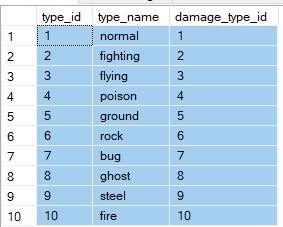 type_id type_name damage_type_id
1 1 normal 1
2 2 fighting 2
3 3 flying 3
4 4 poison 4
5 5 ground 5
6 6 rock 6
7 7 bug 7
8 8 ghost 8
9 9 steel 9
10 10 fire 10